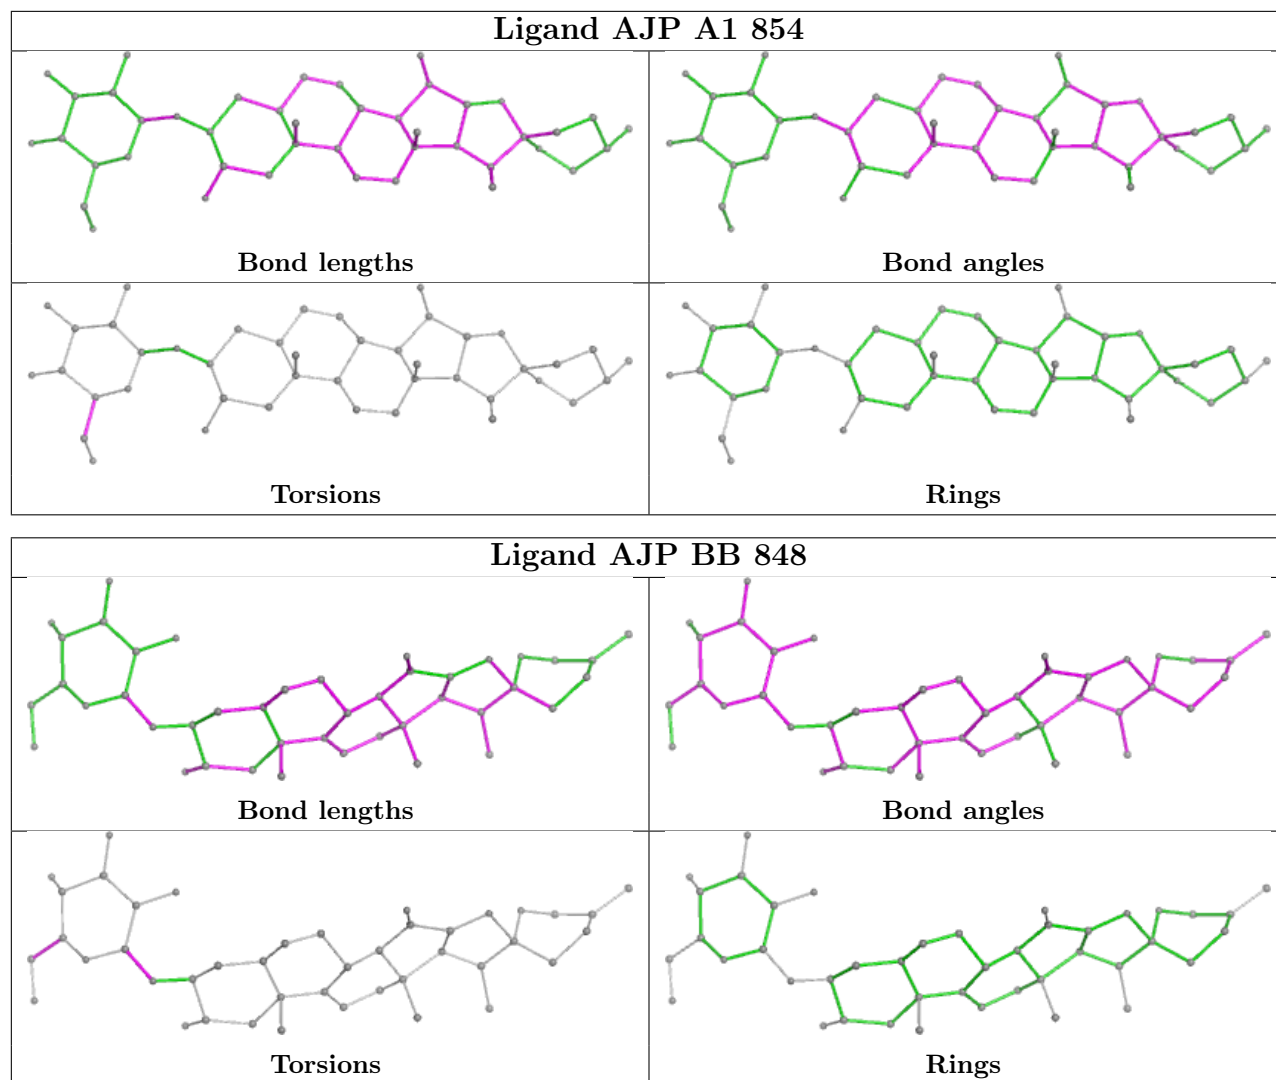 Ligand AJP A1 854
Bond lengths
Bond angles
Torsions
Rings
Ligand AJP BB 848
Bond lengths
Bond angles
Torsions
Rings